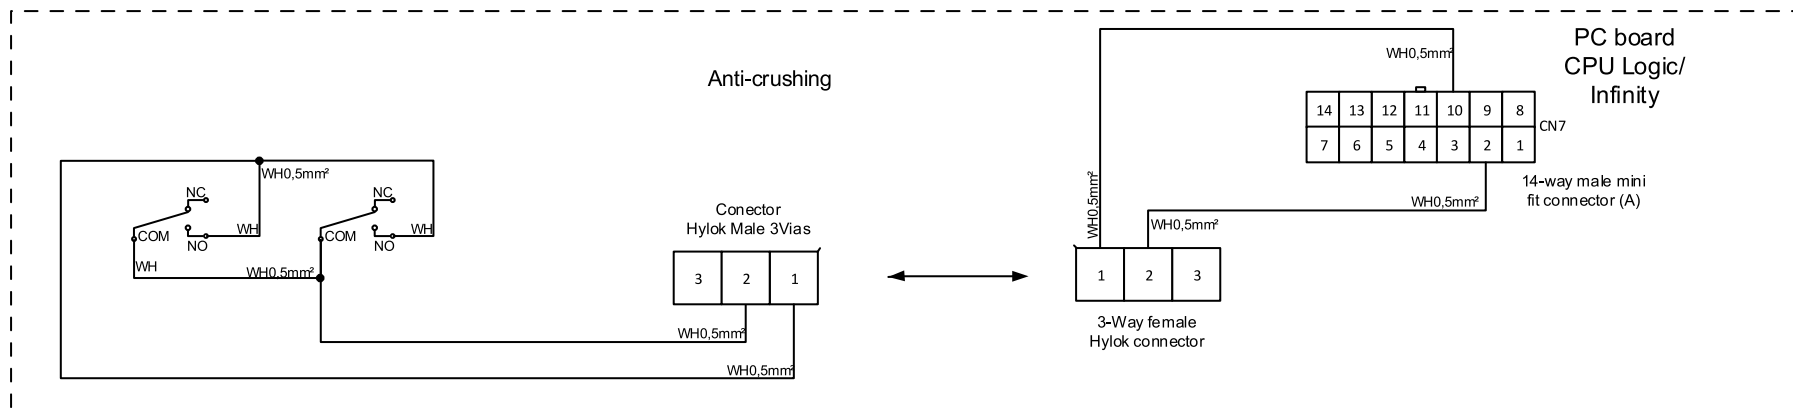 Anti-crushing
PC board
CPU Logic/
Infinity
WH0,5mm²
14 13 12 11 10 9 8
7 6 5 4 3 2 1
CN7
14-way male mini
fit connector (A)
WH0,5mm²
WH0,5mm²
WH0,5mm²
1 2 3
3-Way female
Hylok connector
Conector
Hylok Male 3Vias
3 2 1
WH0,5mm²
WH0,5mm²
WH0,5mm²
NC
COM
NO
WH
WH
WH0,5mm²
NC
COM
NO
WH